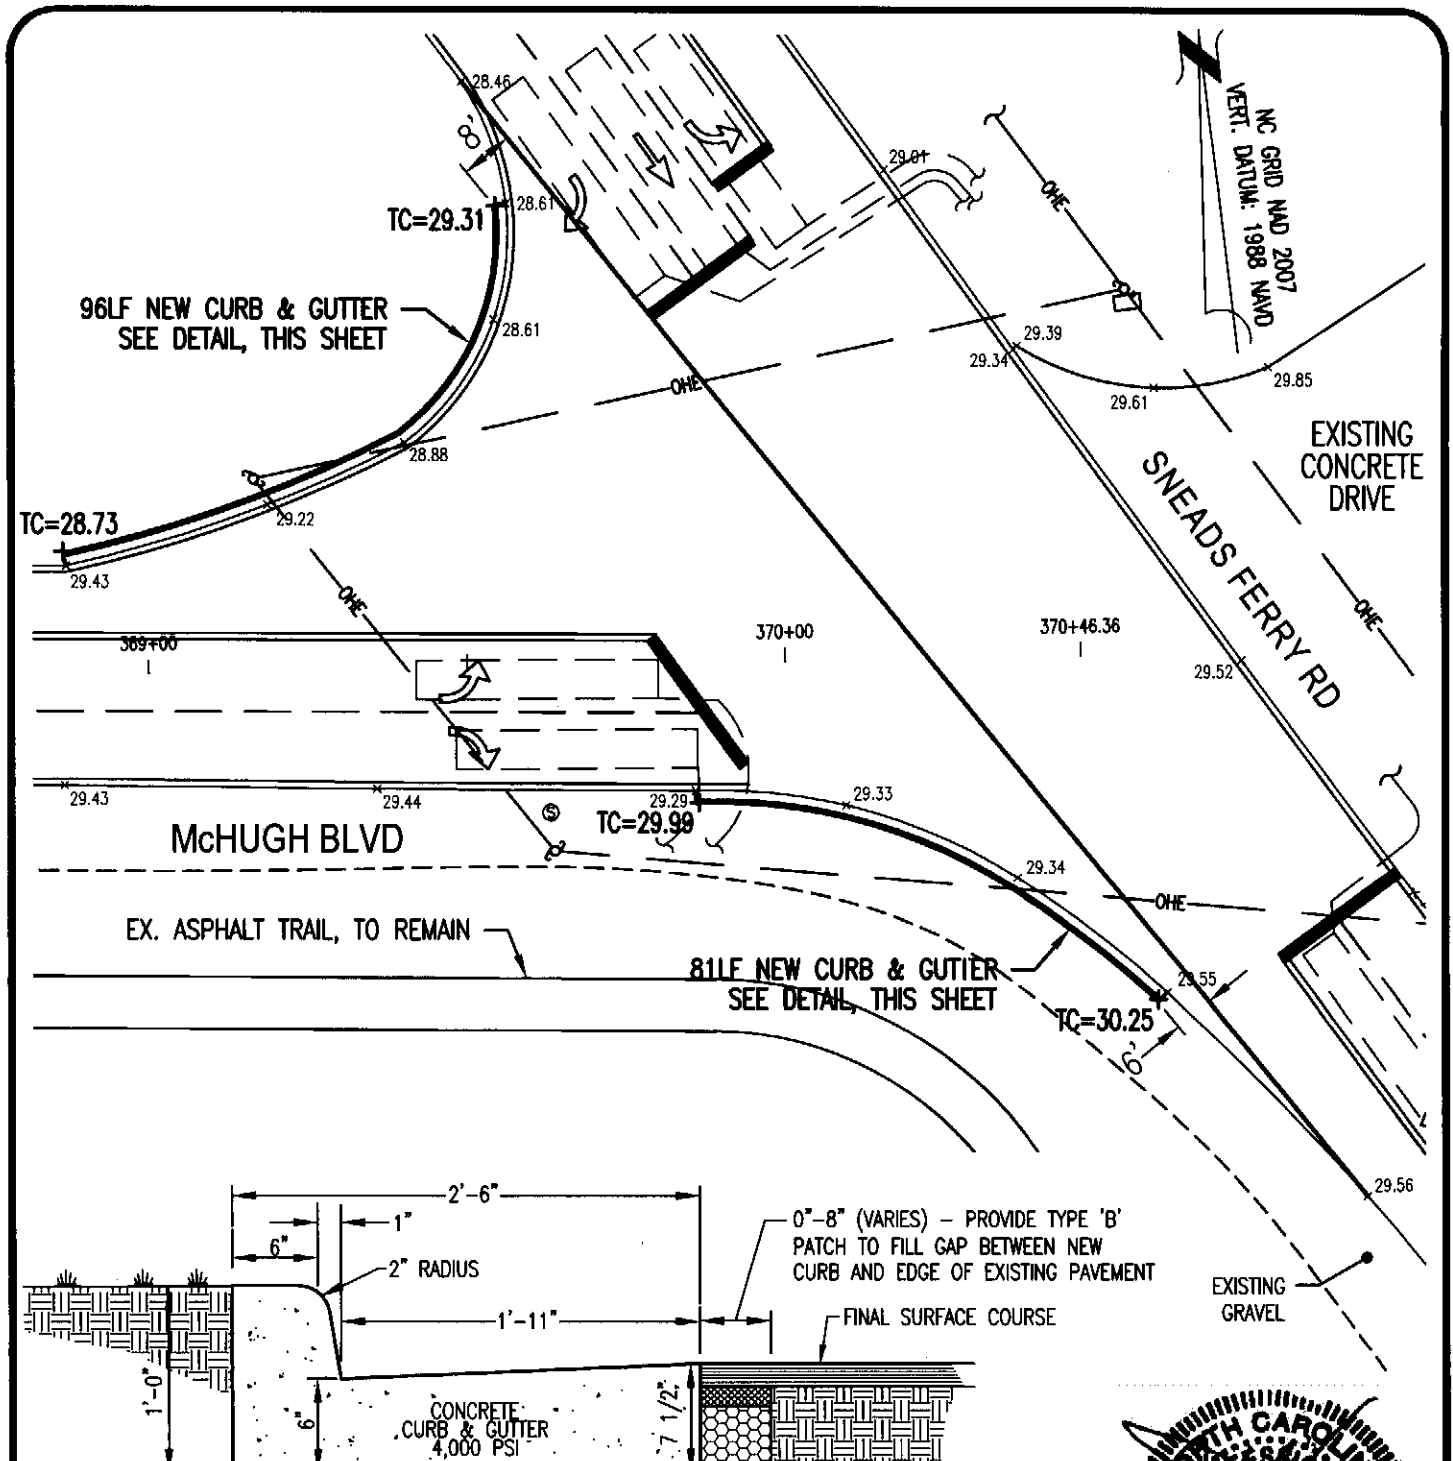 28.46
8'
29.01
OHE
NC GRID NAD 2007
VERT. DATUM: 1988 NAVD
TC=29.31
28.61
96LF NEW CURB & GUTTER
SEE DETAIL, THIS SHEET
28.61
29.39
29.34
29.85
29.61
OHE
28.88
EXISTING
CONCRETE
DRIVE
SNEADS FERRY RD
TC=28.73
29.22
29.43
OHE
OHE
369+00
370+00
370+46.36
29.52
29.43
29.44
29.29
29.33
S
TC=29.99
McHUGH BLVD
29.34
OHE
EX. ASPHALT TRAIL, TO REMAIN
81LF NEW CURB & GUTTER
SEE DETAIL, THIS SHEET
29.55
TC=30.25
6'
29.56
2'-6"
1"
6"
2" RADIUS
0"-8" (VARIES) - PROVIDE TYPE 'B'
PATCH TO FILL GAP BETWEEN NEW
CURB AND EDGE OF EXISTING PAVEMENT
EXISTING
GRAVEL
1'-11"
FINAL SURFACE COURSE
1'-0"
6"
CONCRETE
CURB & GUTTER
4,000 PSI
7 1/2"